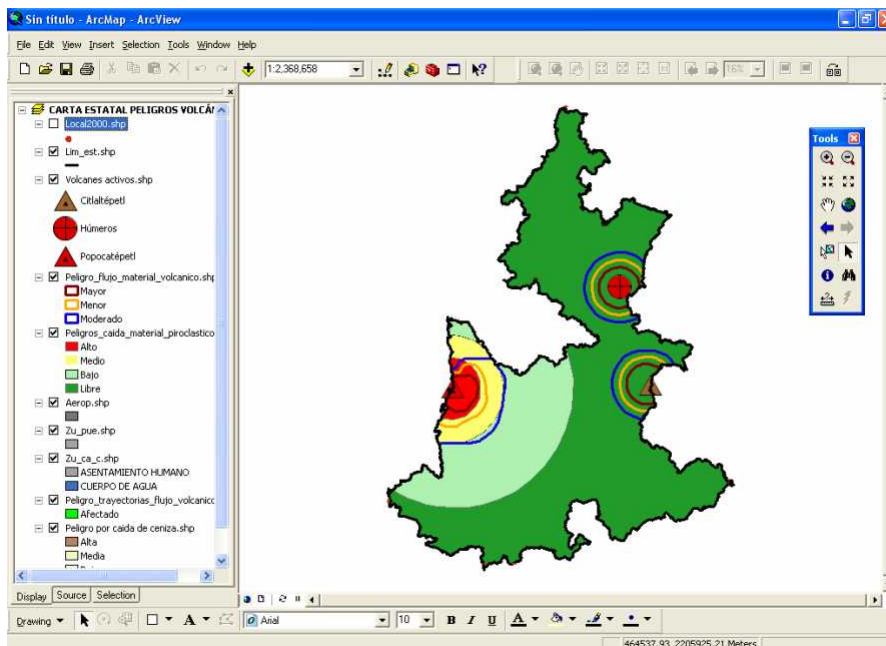 Sin título - ArcMap - ArcView
File Edit View Insert Selection Tools Window Help
1:2,368,658
16%
CARTA ESTATAL PELIGROS VOLCÁ
Local2000.shp
Lim_est.shp
Volcanes activos.shp
Citlaltépetl
Húmeros
Popocatépetl
Peligro_flujo_material_volcanico.shp
Mayor
Menor
Moderado
Peligros_caida_material_piroclastico
Alto
Medio
Bajo
Libre
Aerop.shp
Zu_pue.shp
Zu_ca_c.shp
ASENTAMIENTO HUMANO
CUERPO DE AGUA
Peligro_trayectorias_flujo_volcanico
Afectado
Peligro por caida de ceniza.shp
Alta
Media
Tools
Display Source Selection
Drawing A Arial 10 B I U A
464537.93 2205925.21 Meters